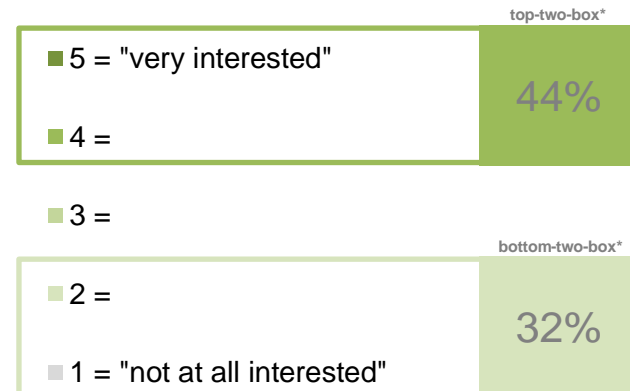 top-two-box*
5 = "very interested"
44%
4 =
3 =
bottom-two-box*
2 =
32%
1 = "not at all interested"